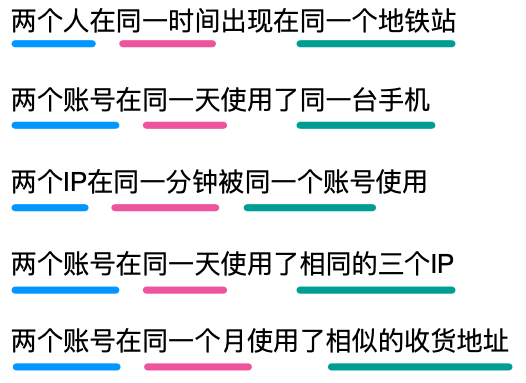 两个人在同一时间出现在同一个地铁站
两个账号在同一天使用了同一台手机
两个IP在同一分钟被同一个账号使用
两个账号在同一天使用了相同的三个IP
两个账号在同一个月使用了相似的收货地址